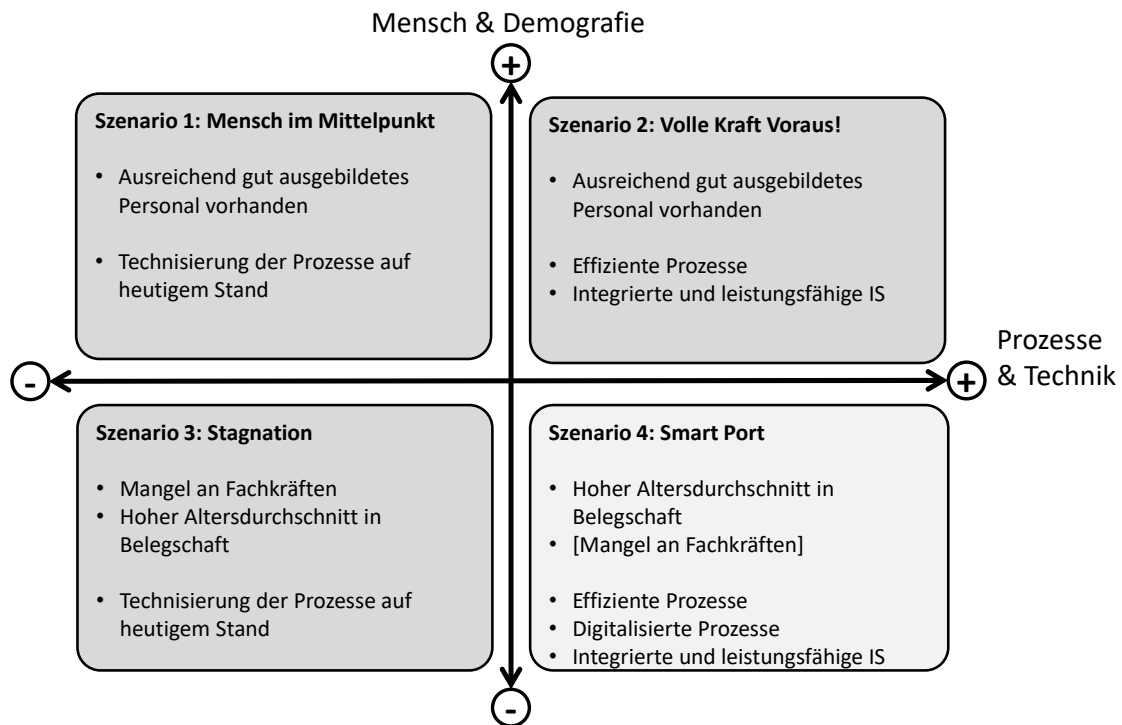 Mensch & Demografie
+
Szenario 1: Mensch im Mittelpunkt
• Ausreichend gut ausgebildetes
Personal vorhanden
• Technisierung der Prozesse auf
heutigem Stand
Szenario 2: Volle Kraft Voraus!
• Ausreichend gut ausgebildetes
Personal vorhanden
• Effiziente Prozesse
• Integrierte und leistungsfähige IS
-
+
Prozesse
& Technik
Szenario 3: Stagnation
• Mangel an Fachkräften
• Hoher Altersdurchschnitt in
Belegschaft
• Technisierung der Prozesse auf
heutigem Stand
Szenario 4: Smart Port
• Hoher Altersdurchschnitt in
Belegschaft
• [Mangel an Fachkräften]
• Effiziente Prozesse
• Digitalisierte Prozesse
• Integrierte und leistungsfähige IS
-